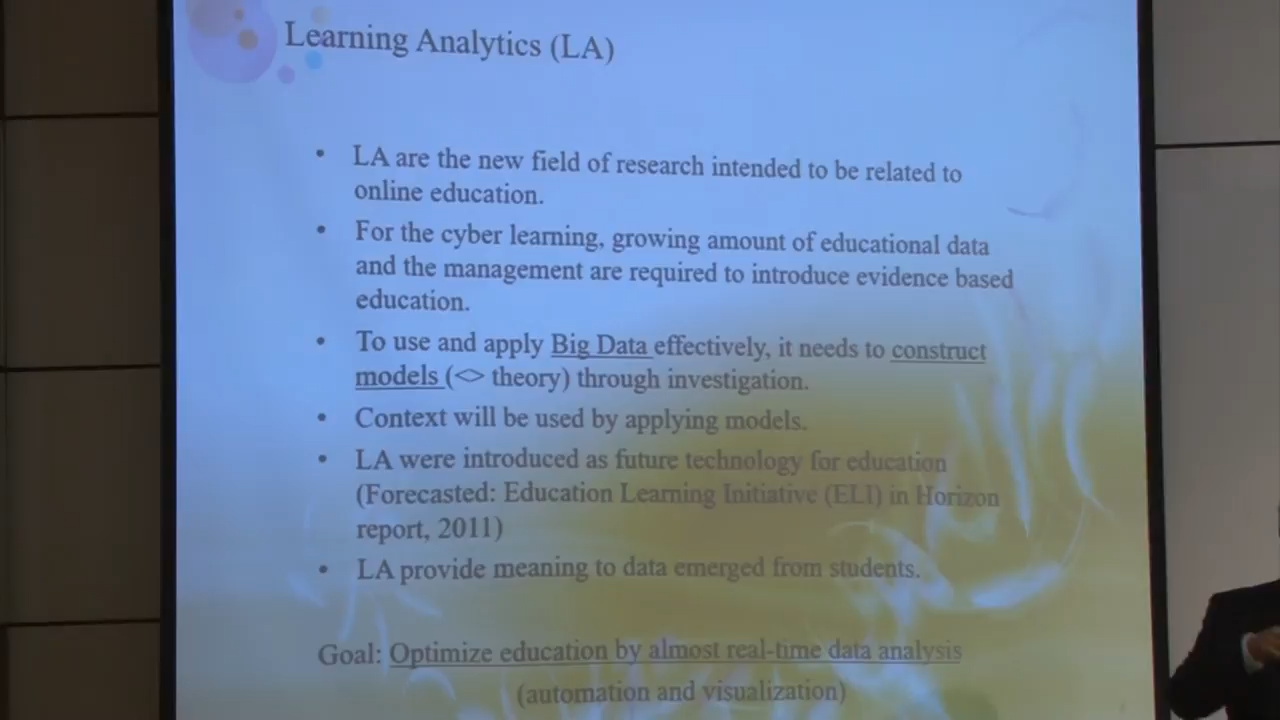 Learning Analytics (LA)
• LA are the new field of research intended to be related to
online education.
• For the cyber learning, growing amount of educational data
and the management are required to introduce evidence based
education.
• To use and apply Big Data effectively, it needs to construct
models (<> theory) through investigation.
• Context will be used by applying models.
• LA were introduced as future technology for education
(Forecasted: Education Learning Initiative (ELI) in Horizon
report, 2011)
• LA provide meaning to data emerged from students.
Goal: Optimize education by almost real-time data analysis
(automation and visualization)